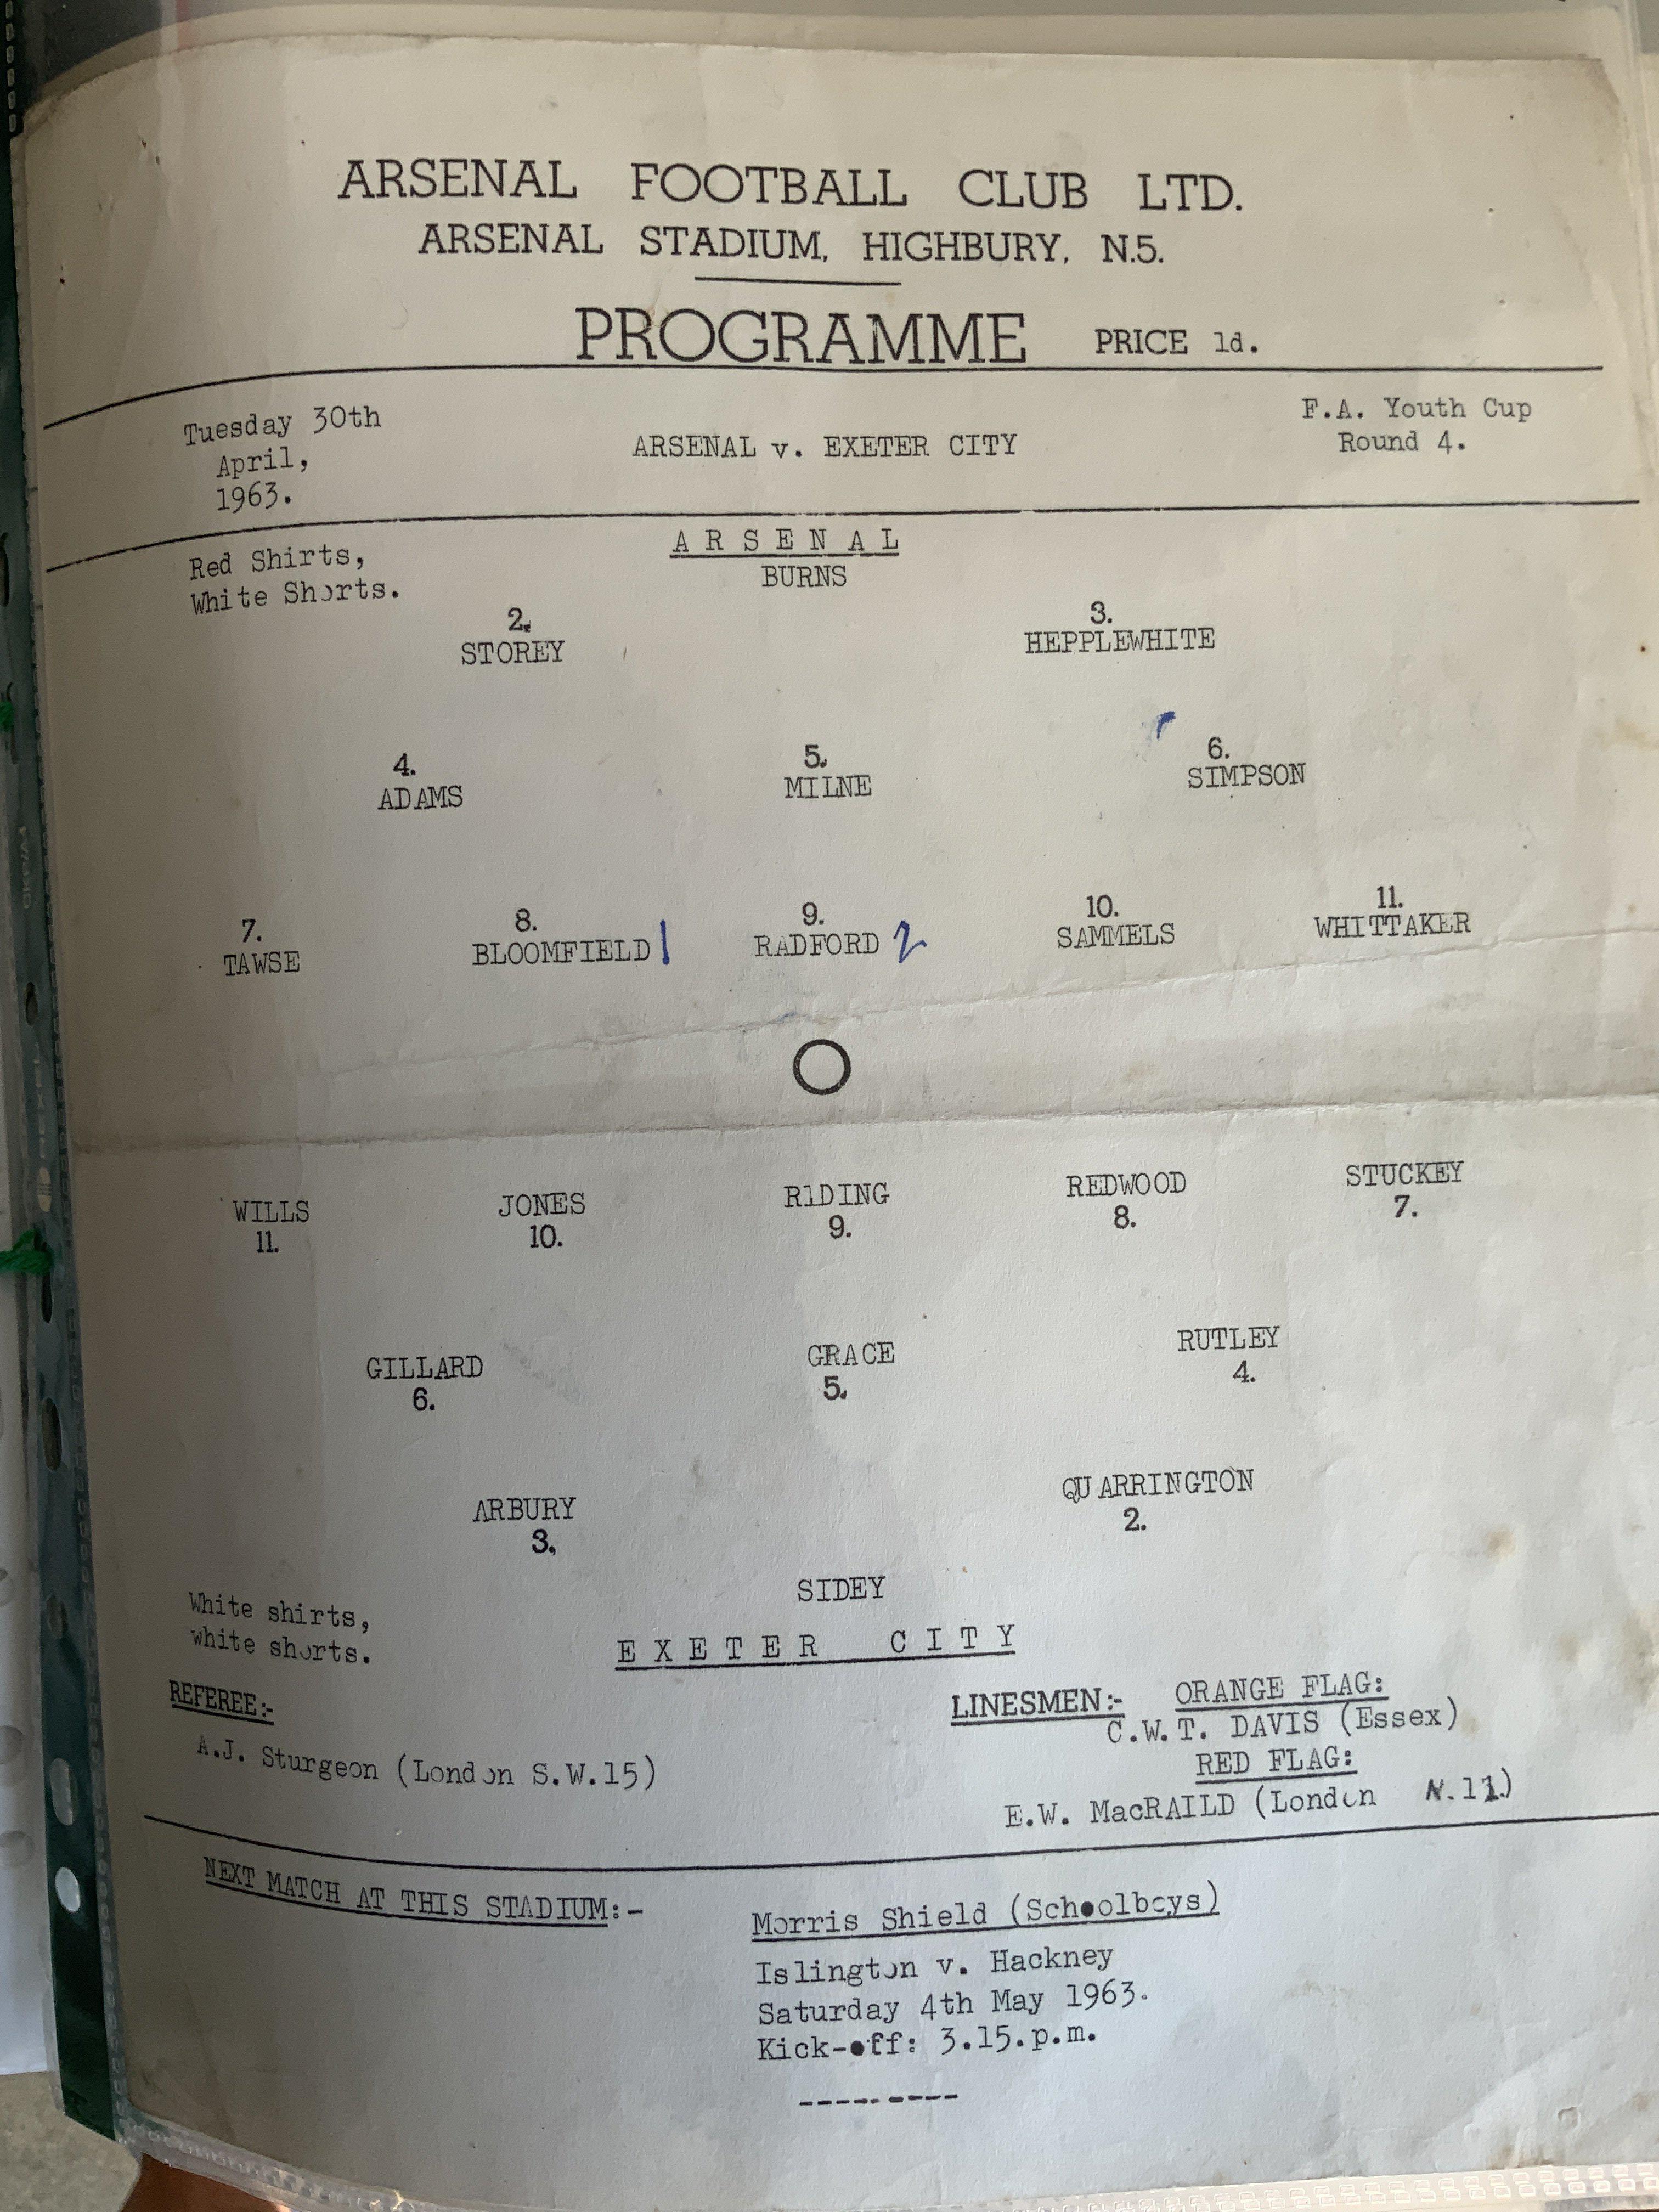 ARSENAL FOOTBALL CLUB LTD.
ARSENAL STADIUM, HIGHBURY, N.5.
PROGRAMME PRICE 1d.
Tuesday 30th
April,
1963.
ARSENAL v. EXETER CITY
F.A. Youth Cup
Round 4.
Red Shirts,
White Shorts.
A R S E N A L
BURNS
2. 3.
STOREY HEPPLEWHITE
4. 5. 6.
ADAMS MILNE SIMPSON
7. 8. 9. 10. 11.
TAWSE BLOOMFIELD 1 RADFORD 2 SAMMELS WHITTAKER
WILLS JONES R1DING REDWOOD STUCKEY
11. 10. 9. 8. 7.
GILLARD GRACE RUTLEY
6. 5. 4.
ARBURY QUARRINGTON
3. 2.
SIDEY
White shirts,
white shorts.
E X E T E R C I T Y
REFEREE:-
A.J. Sturgeon (London S.W.15)
LINESMEN:- ORANGE FLAG:
C.W.T. DAVIS (Essex)
RED FLAG:
E.W. MacRAILD (London N.11)
NEXT MATCH AT THIS STADIUM:-
Morris Shield (Schoolboys)
Islington v. Hackney
Saturday 4th May 1963.
Kick-off: 3.15.p.m.
---------